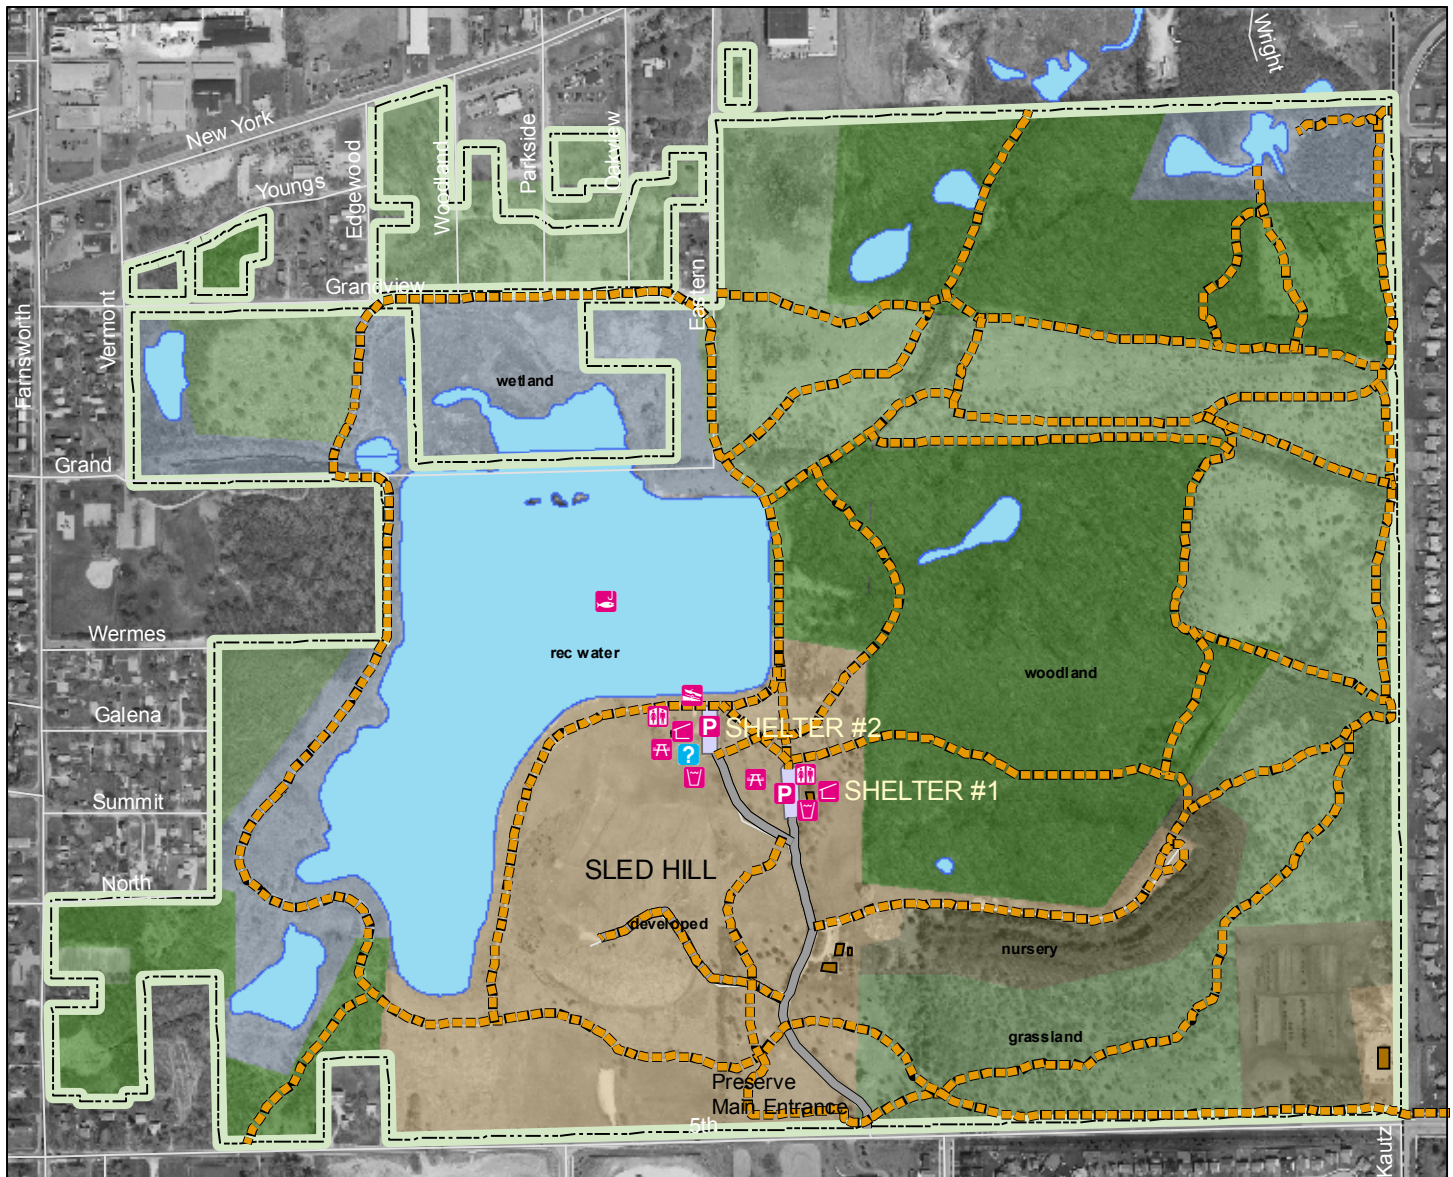 Wright
New York
Parkside
Oakview
Woodland
Edgewood
Youngs
Grandview
Eastern
Vermont
Farnsworth
wetland
Grand
Wermes
rec water
woodland
Galena
P
SHELTER #2
?
Summit
P
SHELTER #1
SLED HILL
North
developed
nursery
grassland
Preserve
Main Entrance
5th
Kautz